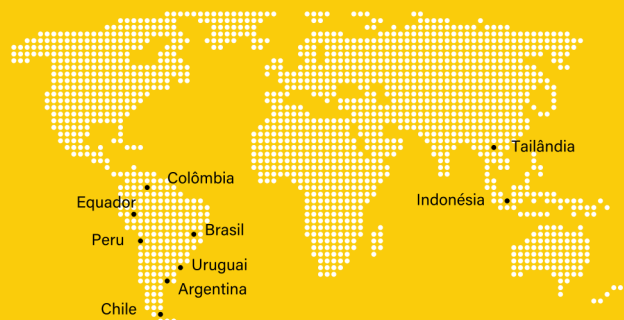 Tailândia
Colômbia
Indonésia
Equador
Brasil
Peru
Uruguai
Argentina
Chile